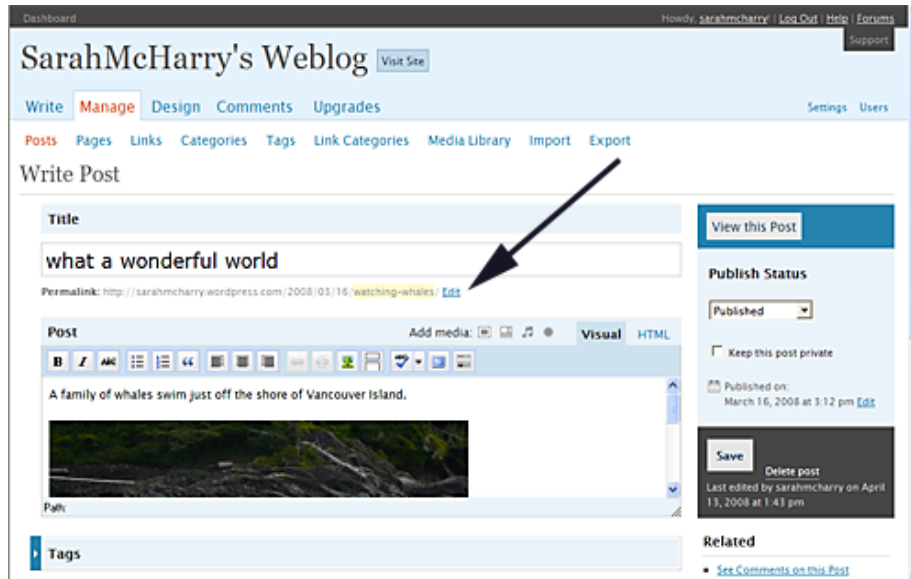 Dashboard
Howdy, sarahmcharry! | Log Out | Help | Forums
Support
SarahMcHarry's Weblog Visit Site
Write Manage Design Comments Upgrades
Settings Users
Posts Pages Links Categories Tags Link Categories Media Library Import Export
Write Post
Title
what a wonderful world
Permalink: http://sarahmcharry.wordpress.com/2008/03/16/watching-whales/ Edit
Post Add media: Visual HTML
B I ABC
A family of whales swim just off the shore of Vancouver Island.
Path:
Tags
View this Post
Publish Status
Published
Keep this post private
Published on:
March 16, 2008 at 3:12 pm Edit
Save Delete post
Last edited by sarahmcharry on April
13, 2008 at 1:43 pm
Related
See Comments on this Post